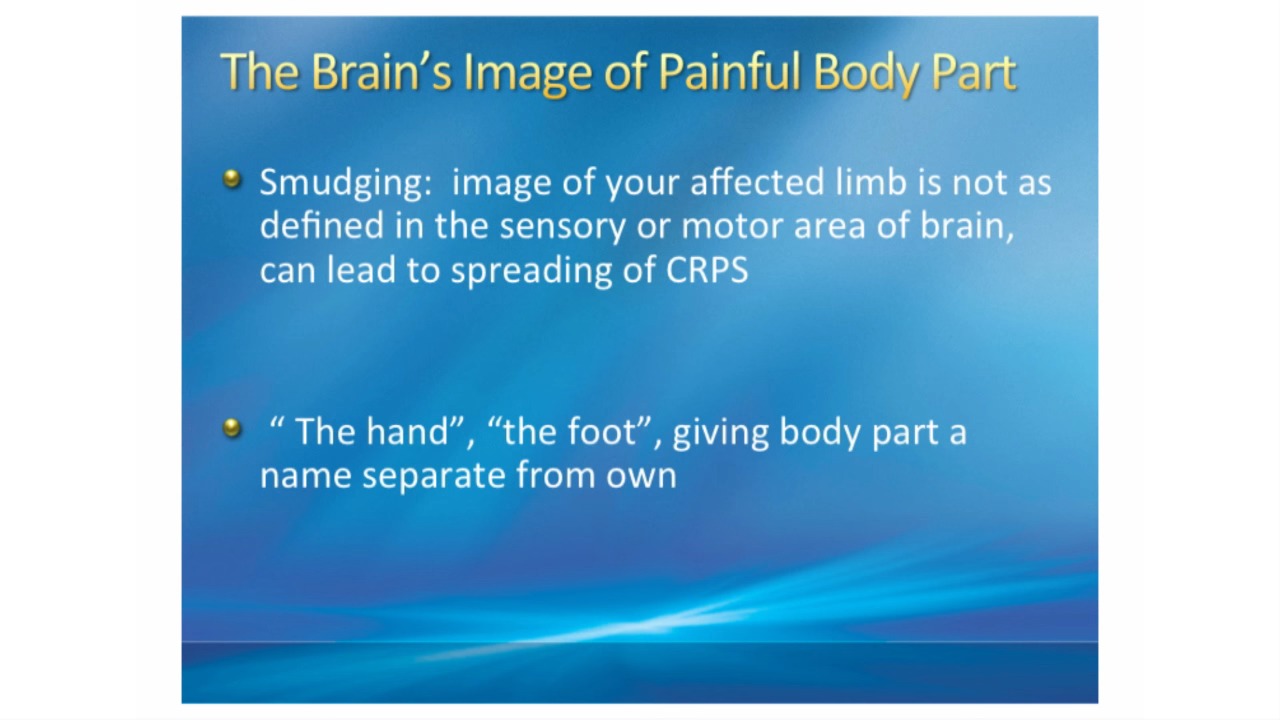 The Brain’s Image of Painful Body Part
Smudging:  image of your affected limb is not as
defined in the sensory or motor area of brain,
can lead to spreading of CRPS
“ The hand”, “the foot”, giving body part a
name separate from own